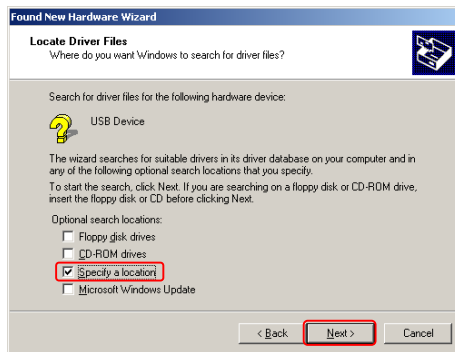 Found New Hardware Wizard
Locate Driver Files
Where do you want Windows to search for driver files?
Search for driver files for the following hardware device:
USB Device
The wizard searches for suitable drivers in its driver database on your computer and in
any of the following optional search locations that you specify.
To start the search, click Next. If you are searching on a floppy disk or CD-ROM drive,
insert the floppy disk or CD before clicking Next.
Optional search locations:
Floppy disk drives
CD-ROM drives
Specify a location
Microsoft Windows Update
< Back Next > Cancel